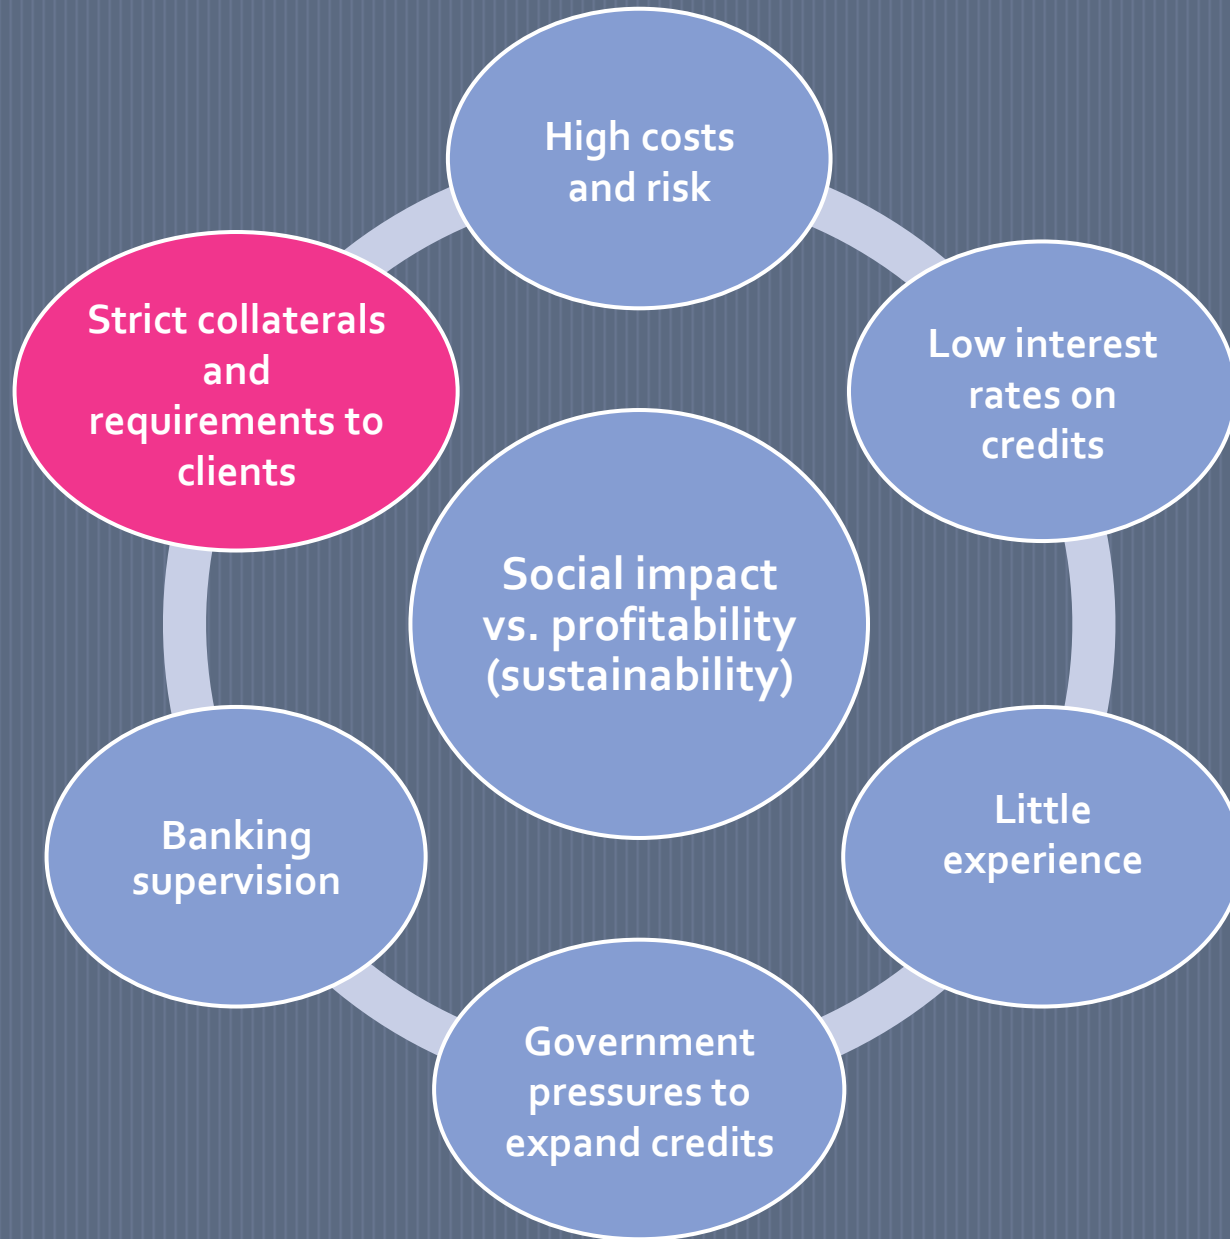 High costs
and risk
Low interest
rates on
credits
Little
experience
Government
pressures to
expand credits
Banking
supervision
Strict collaterals
and
requirements to
clients
Social impact
vs. profitability
(sustainability)